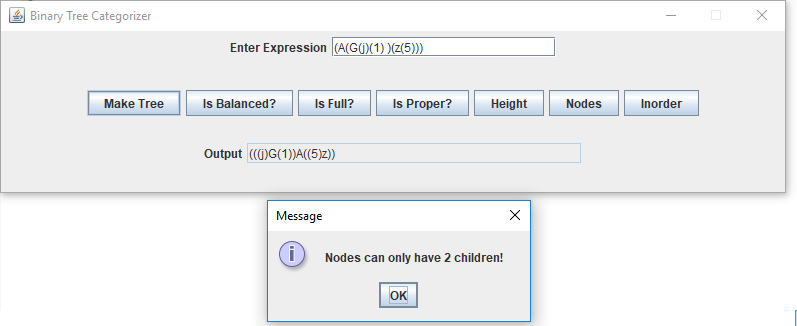 Binary Tree Categorizer
Enter Expression (A(G(j)(1) )(z(5)))
Make Tree Is Balanced? Is Full? Is Proper? Height Nodes Inorder
Output (((j)G(1))A((5)z))
Message
i Nodes can only have 2 children!
OK